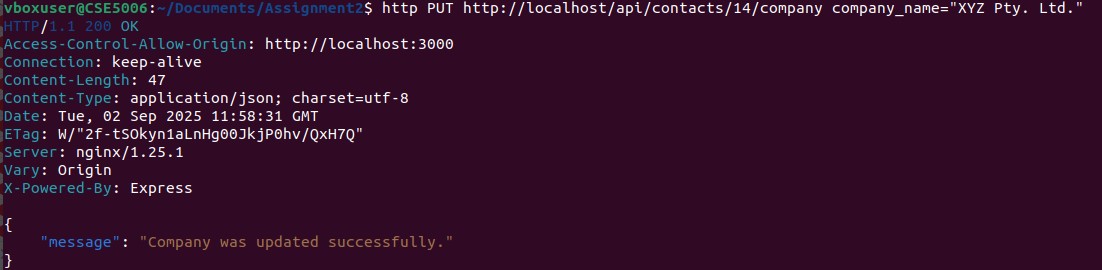 vboxuser@CSE5006:~/Documents/Assignment2$ http PUT http://localhost/api/contacts/14/company company_name="XYZ Pty. Ltd."
HTTP/1.1 200 OK
Access-Control-Allow-Origin: http://localhost:3000
Connection: keep-alive
Content-Length: 47
Content-Type: application/json; charset=utf-8
Date: Tue, 02 Sep 2025 11:58:31 GMT
ETag: W/"2f-tSOkyn1aLnHg00JkjP0hv/QxH7Q"
Server: nginx/1.25.1
Vary: Origin
X-Powered-By: Express
{
    "message": "Company was updated successfully."
}